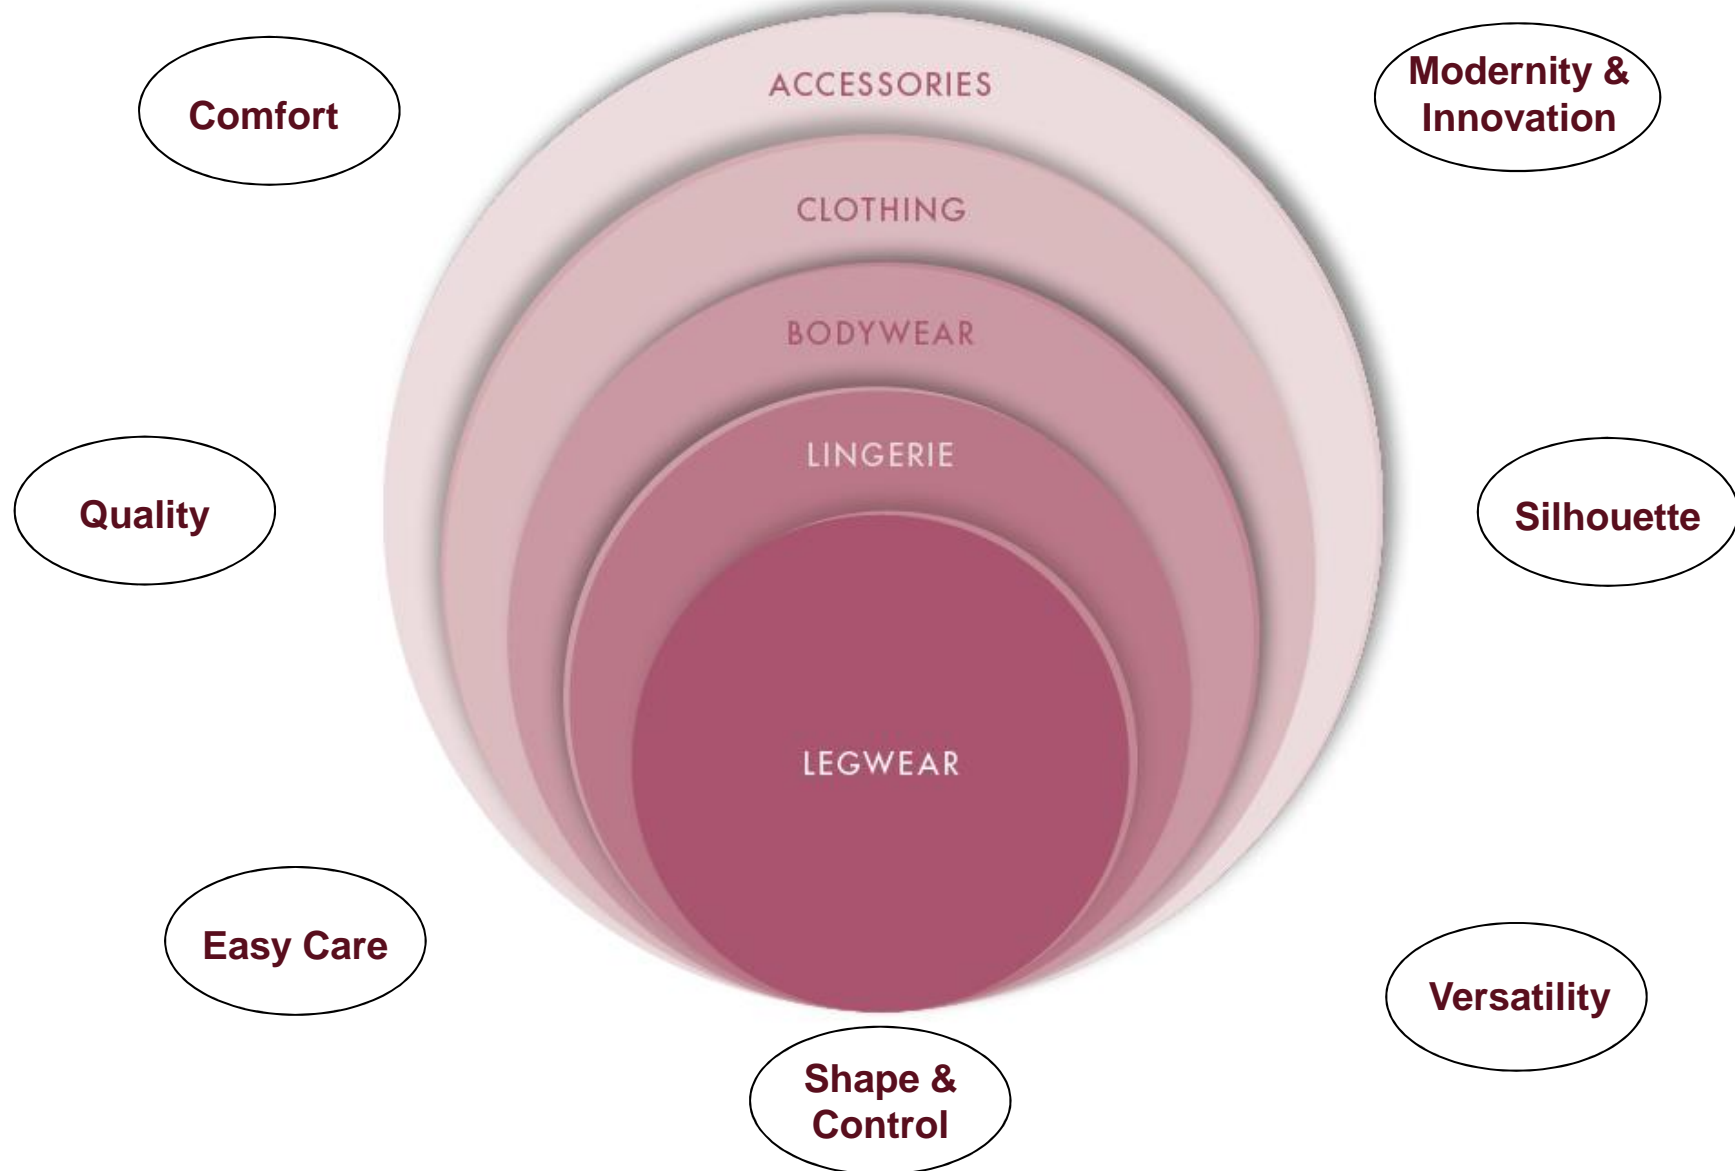 ACCESSORIES
Modernity &
Innovation
Comfort
CLOTHING
BODYWEAR
LINGERIE
Quality
Silhouette
LEGWEAR
Easy Care
Versatility
Shape &
Control